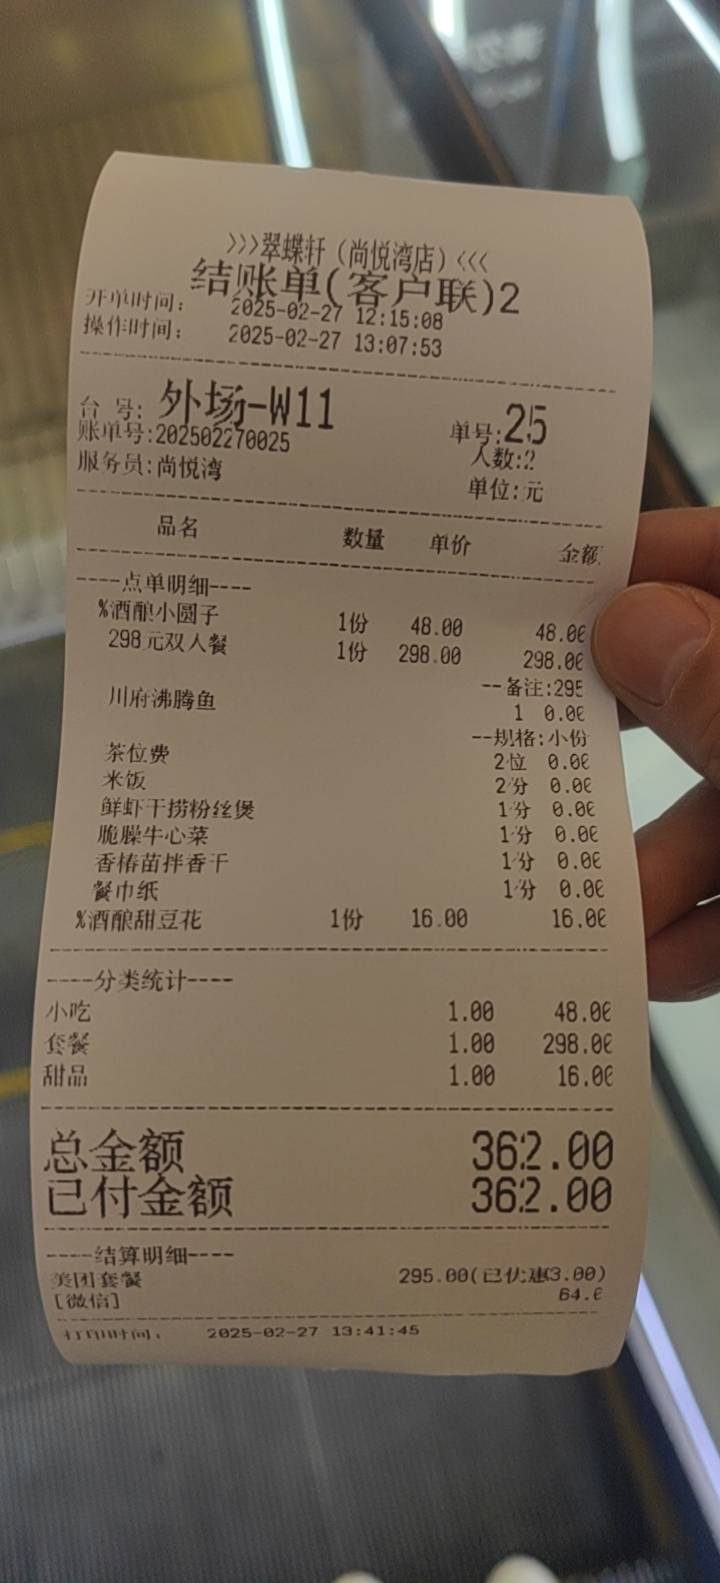 >>>翠蝶轩（尚悦湾店）<<<
结账单(客户联)2
开单时间： 2025-02-27 12:15:08
操作时间： 2025-02-27 13:07:53
台 号: 外场-W11 单号:25
账单号:202502270025 人数:2
服务员:尚悦湾 单位:元
品名 数量 单价 金额
----点单明细----
%酒酿小圆子 1份 48.00 48.00
298元双人餐 1份 298.00 298.00
--备注:295
川府沸腾鱼 1 0.00
--规格:小份
茶位费 2位 0.00
米饭 2分 0.00
鲜虾干捞粉丝煲 1分 0.00
脆臊牛心菜 1分 0.00
香椿苗拌香干 1分 0.00
餐巾纸 1分 0.00
%酒酿甜豆花 1份 16.00 16.00
----分类统计----
小吃 1.00 48.00
套餐 1.00 298.00
甜品 1.00 16.00
总金额 362.00
已付金额 362.00
----结算明细----
美团套餐 295.00(已优惠3.00)
[微信] 64.0
打印时间： 2025-02-27 13:41:45